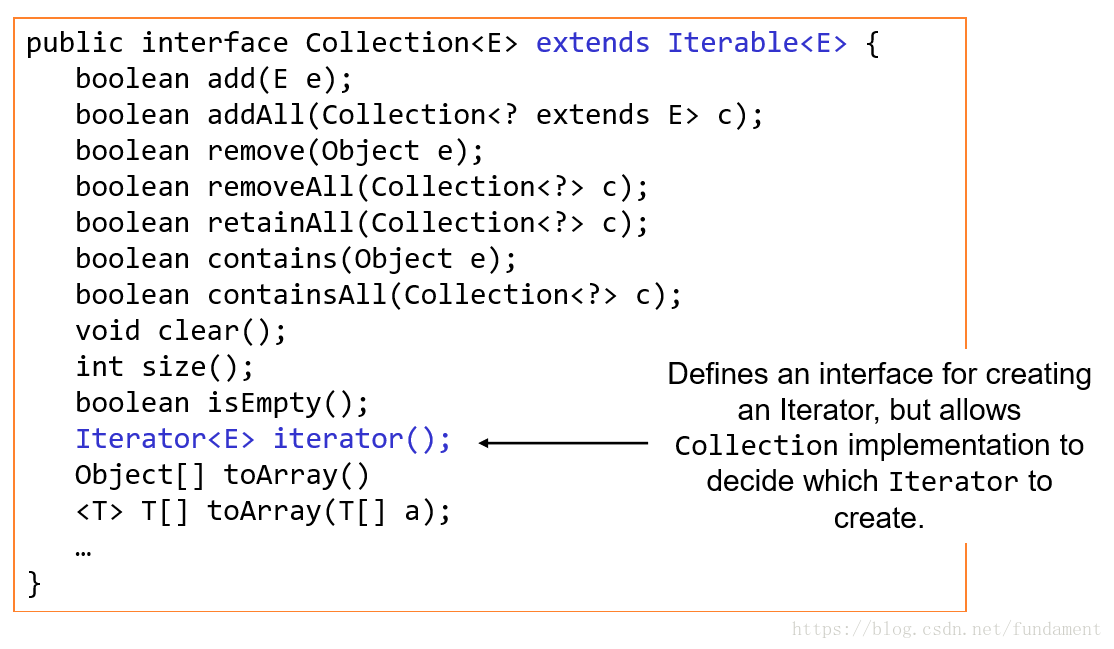 public interface Collection<E> extends Iterable<E> {
boolean add(E e);
boolean addAll(Collection<? extends E> c);
boolean remove(Object e);
boolean removeAll(Collection<?> c);
boolean retainAll(Collection<?> c);
boolean contains(Object e);
boolean containsAll(Collection<?> c);
void clear();
int size();
boolean isEmpty();
Iterator<E> iterator();
Object[] toArray()
<T> T[] toArray(T[] a);
…
}
Defines an interface for creating
an Iterator, but allows
Collection implementation to
decide which Iterator to
create.
https://blog.csdn.net/fundament